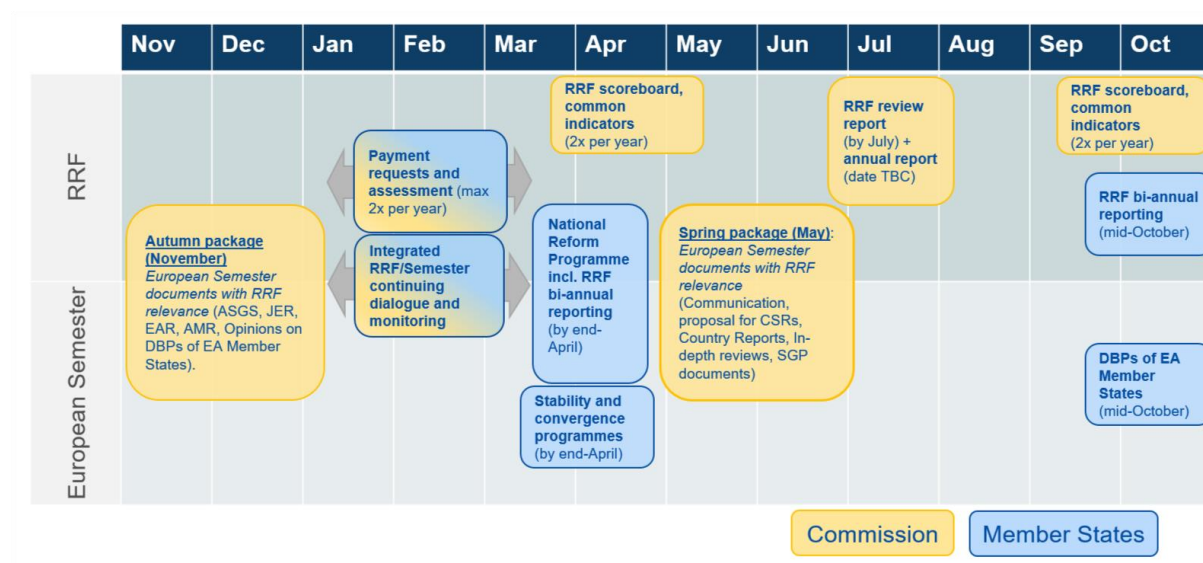 Nov Dec Jan Feb Mar Apr May Jun Jul Aug Sep Oct
RRF
European Semester
Autumn package
(November)
European Semester
documents with RRF
relevance (ASGS, JER,
EAR, AMR, Opinions on
DBPs of EA Member
States).
Payment
requests and
assessment (max
2x per year)
Integrated
RRF/Semester
continuing
dialogue and
monitoring
RRF scoreboard,
common
indicators
(2x per year)
National
Reform
Programme
incl. RRF
bi-annual
reporting
(by end-
April)
Stability and
convergence
programmes
(by end-April)
Spring package (May):
European Semester
documents with RRF
relevance
(Communication,
proposal for CSRs,
Country Reports, In-
depth reviews, SGP
documents)
RRF review
report
(by July) +
annual report
(date TBC)
RRF scoreboard,
common
indicators
(2x per year)
RRF bi-annual
reporting
(mid-October)
DBPs of EA
Member
States
(mid-October)
Commission
Member States